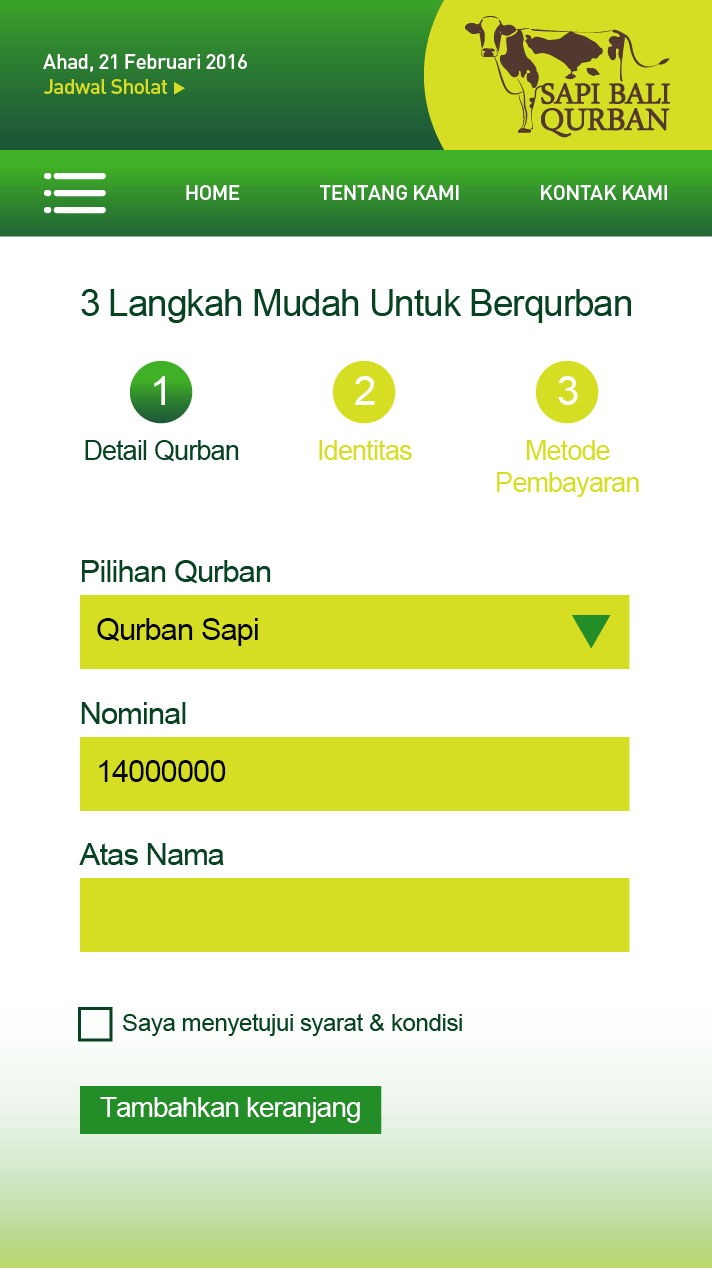 Ahad, 21 Februari 2016
Jadwal Sholat
SAPI BALI
QURBAN
HOME
TENTANG KAMI
KONTAK KAMI
3 Langkah Mudah Untuk Berqurban
1
2
3
Detail Qurban
Identitas
Metode
Pembayaran
Pilihan Qurban
Qurban Sapi
Nominal
14000000
Atas Nama
Saya menyetujui syarat & kondisi
Tambahkan keranjang